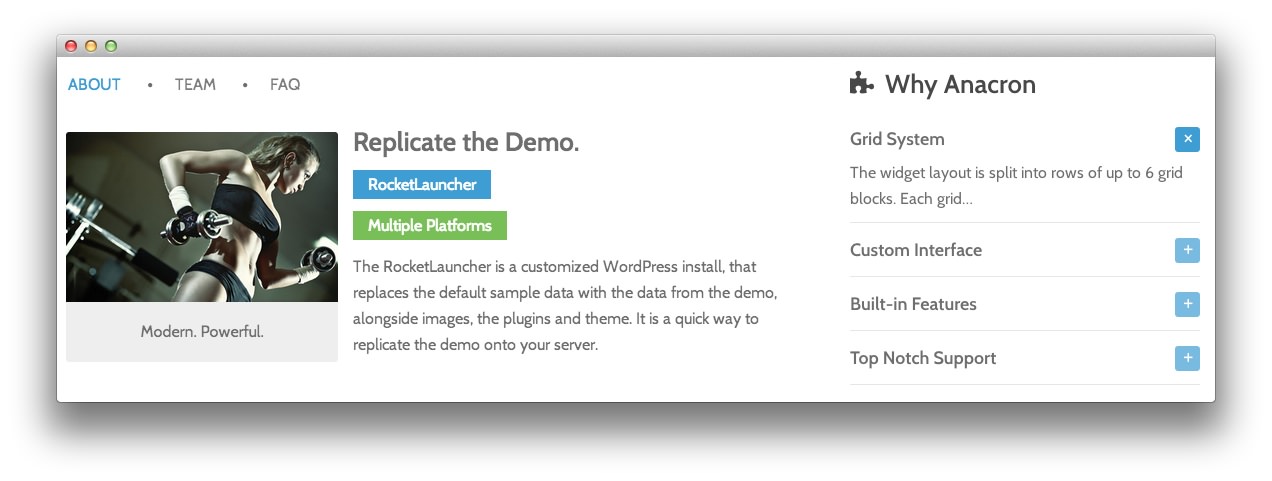 ABOUT • TEAM • FAQ
Replicate the Demo.
RocketLauncher
Multiple Platforms
The RocketLauncher is a customized WordPress install, that
replaces the default sample data with the data from the demo,
alongside images, the plugins and theme. It is a quick way to
replicate the demo onto your server.
Modern. Powerful.
Why Anacron
Grid System ×
The widget layout is split into rows of up to 6 grid
blocks. Each grid...
Custom Interface +
Built-in Features +
Top Notch Support +